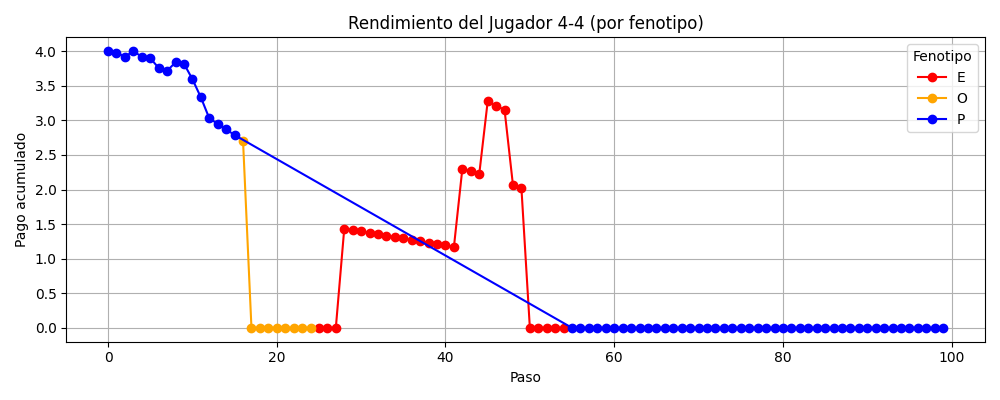 Rendimiento del Jugador 4-4 (por fenotipo)
Pago acumulado
4.0
3.5
3.0
2.5
2.0
1.5
1.0
0.5
0.0
Fenotipo
E
O
P
0 20 40 60 80 100
Paso